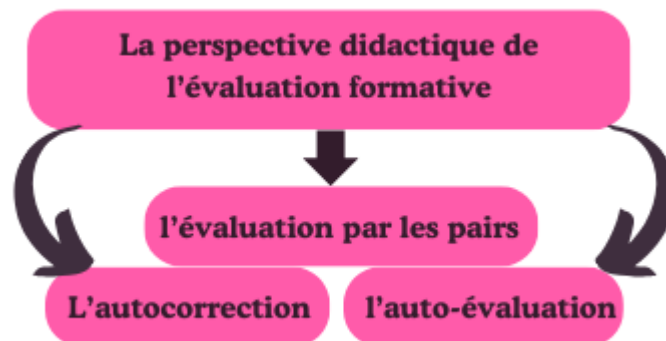 La perspective didactique de
l'évaluation formative
l'évaluation par les pairs
L'autocorrection
l'auto-évaluation